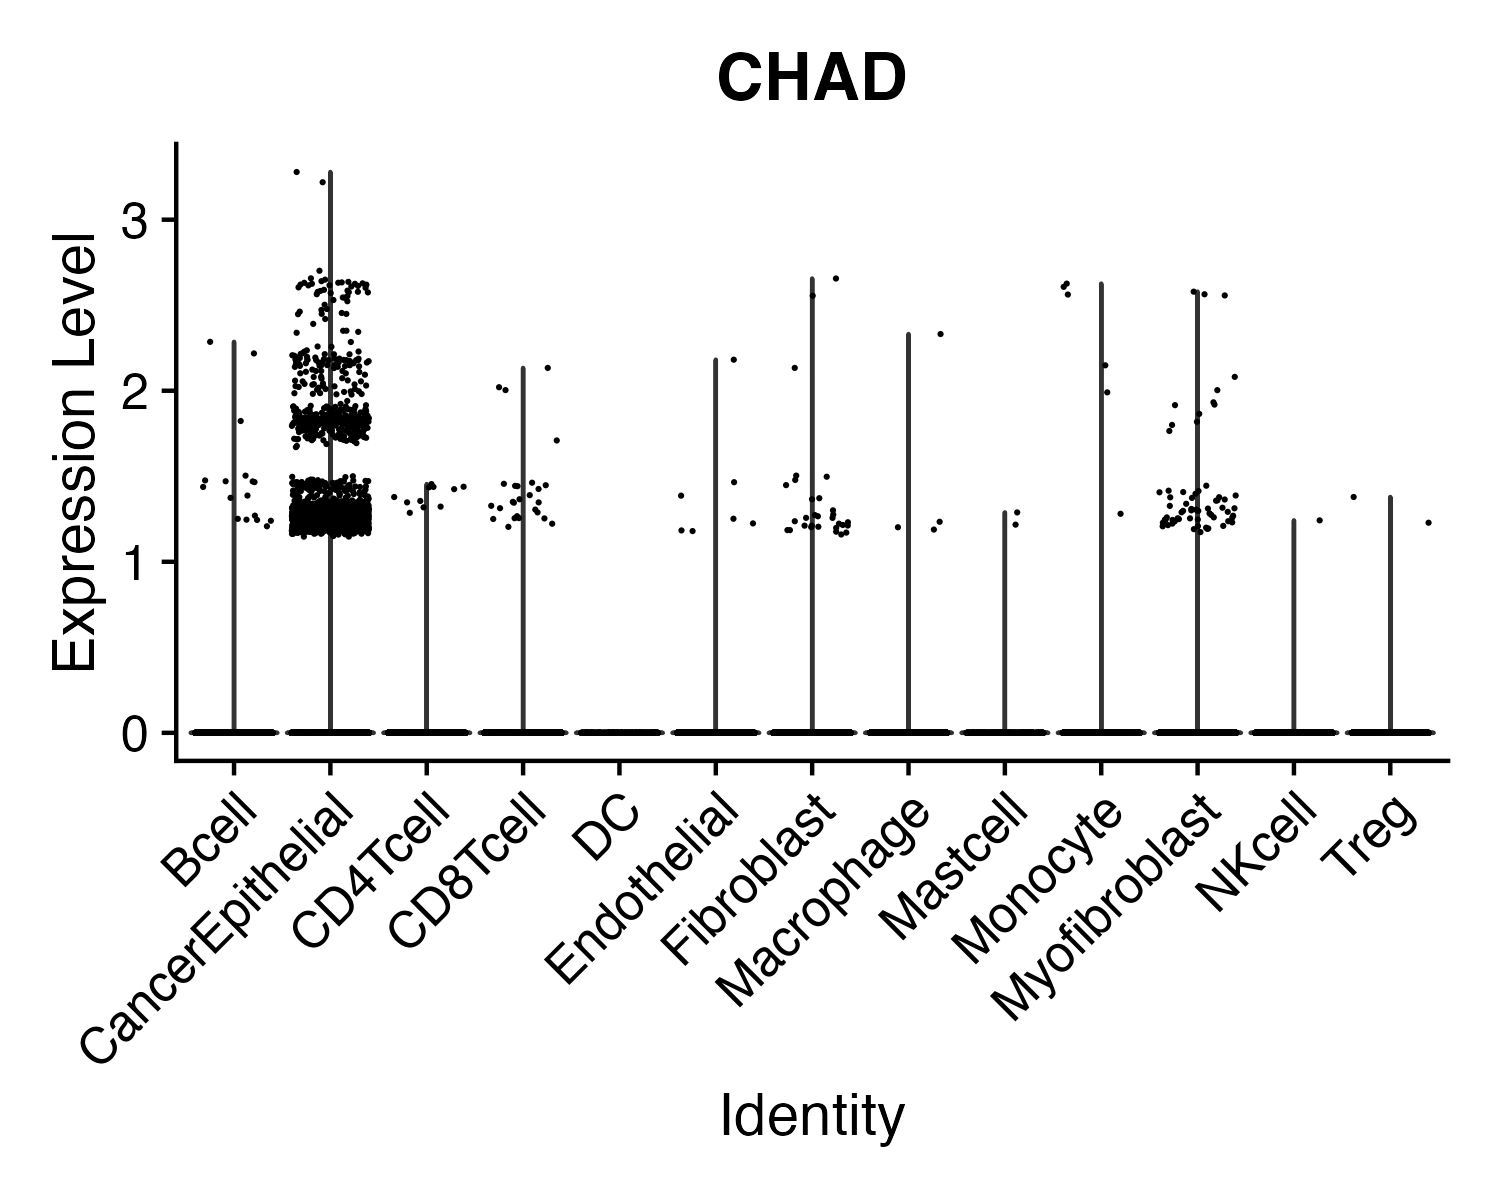 CHAD
Expression Level
3
2
1
0
Bcell
CancerEpithelial
CD4Tcell
CD8Tcell
DC
Endothelial
Fibroblast
Macrophage
Mastcell
Monocyte
Myofibroblast
NKcell
Treg
Identity